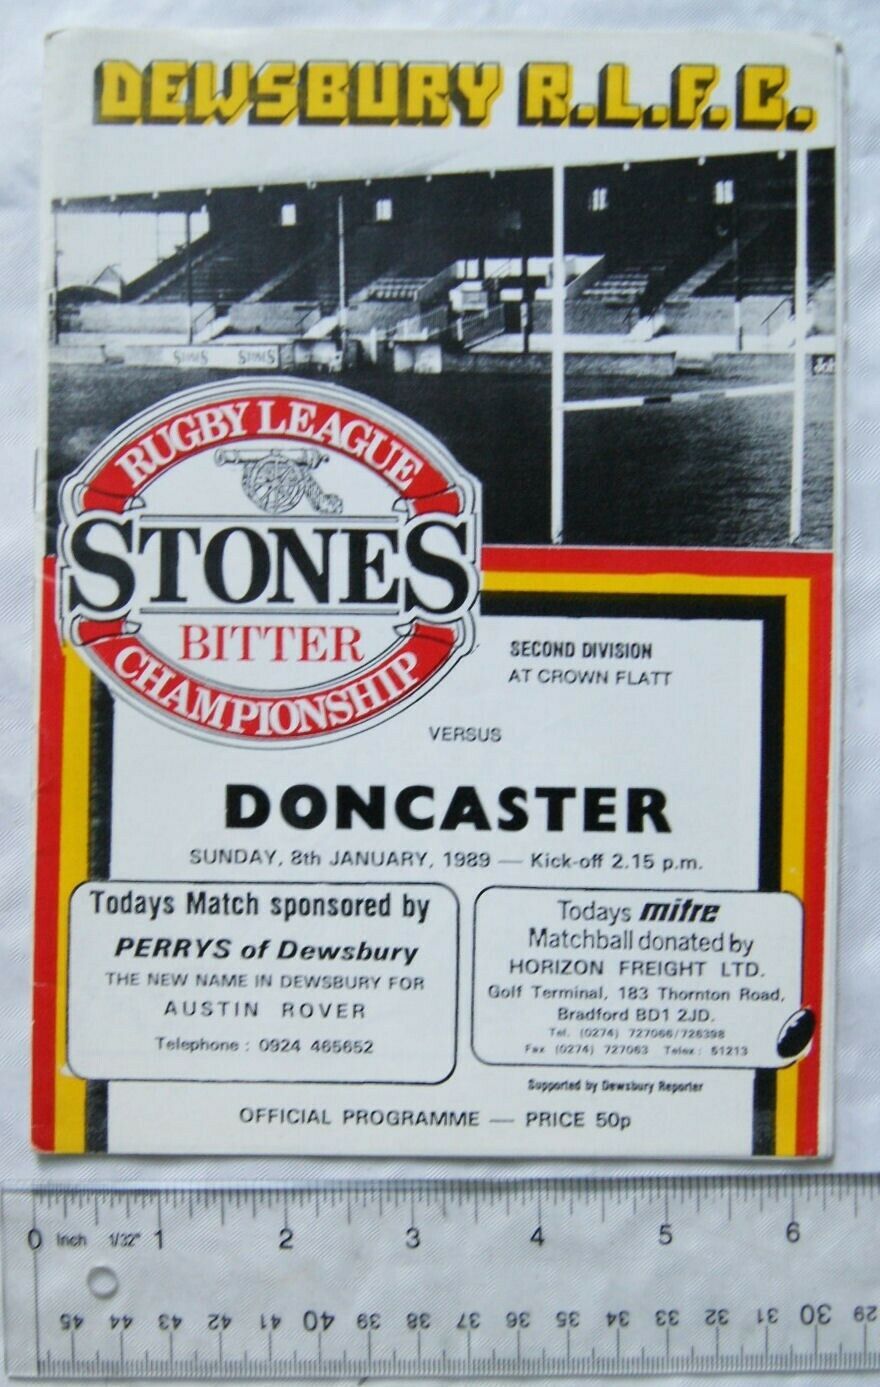 DEWSBURY R.L.F.C.
STONES STONES
RUGBY LEAGUE
STONES
BITTER
CHAMPIONSHIP
SECOND DIVISION
AT CROWN FLATT
VERSUS
DONCASTER
SUNDAY, 8th JANUARY, 1989 — Kick-off 2.15 p.m.
Todays Match sponsored by
PERRYS of Dewsbury
THE NEW NAME IN DEWSBURY FOR
AUSTIN ROVER
Telephone : 0924 465652
Todays mitre
Matchball donated by
HORIZON FREIGHT LTD.
Golf Terminal, 183 Thornton Road,
Bradford BD1 2JD.
Tel. (0274) 727066/726398
Fax (0274) 727063 Telex: 51213
Supported by Dewsbury Reporter
OFFICIAL PROGRAMME — PRICE 50p
0 Inch 1/32" 1 2 3 4 5 6
45 44 43 42 41 40 39 38 37 36 35 34 33 32 31 30 29